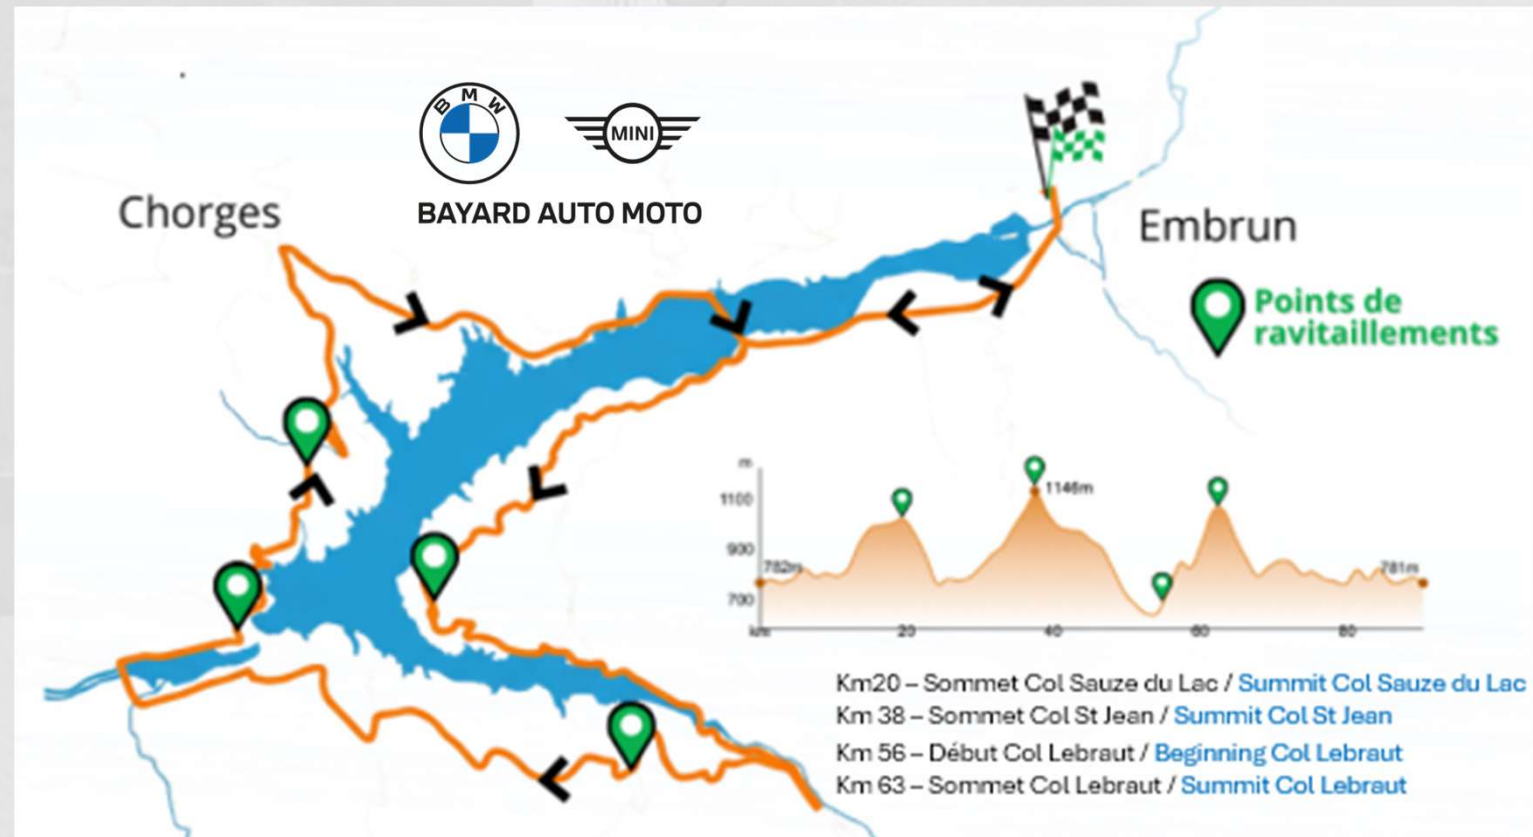 BMW
MINI
BAYARD AUTO MOTO
Chorges
Embrun
Points de
ravitaillements
m
1100
1146m
900
782m
781m
700
km
20
40
60
80
Km20 – Sommet Col Sauze du Lac / Summit Col Sauze du Lac
Km 38 – Sommet Col St Jean / Summit Col St Jean
Km 56 – Début Col Lebraut / Beginning Col Lebraut
Km 63 – Sommet Col Lebraut / Summit Col Lebraut